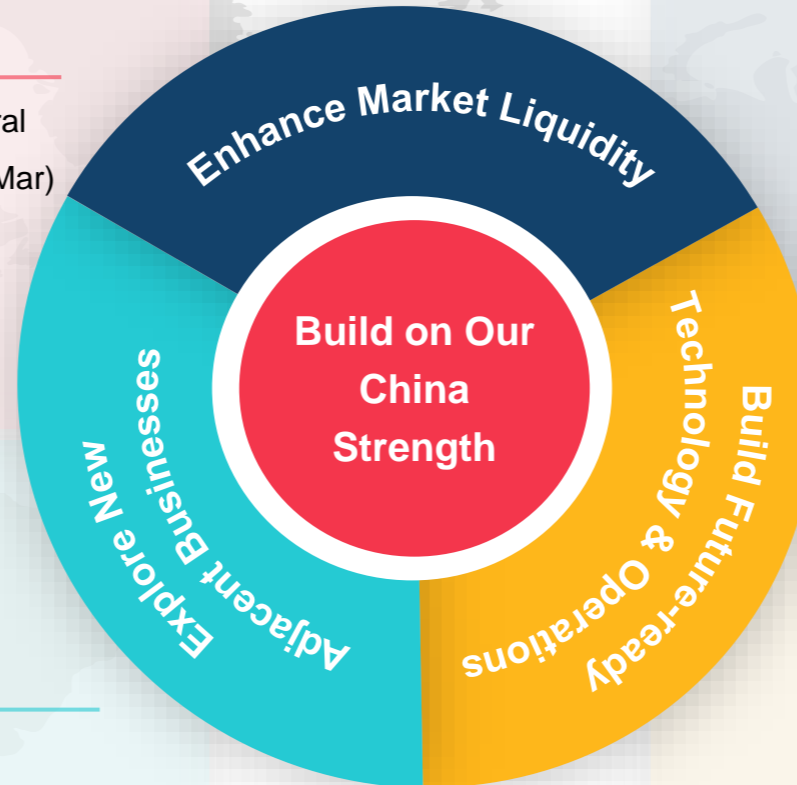 ral
Mar)
Enhance Market Liquidity
Build on Our
China
Strength
Explore New
Adjacent Businesses
Build Future-ready
Technology & Operations